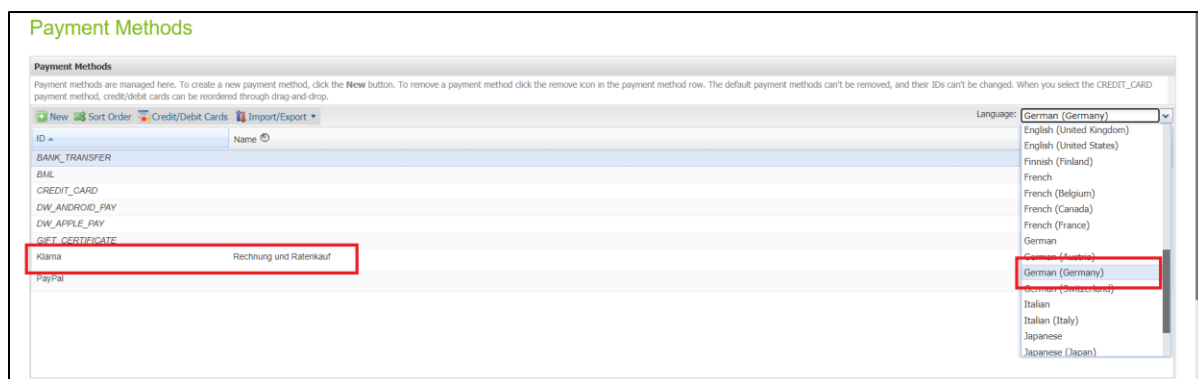 Payment Methods
Payment Methods
Payment methods are managed here. To create a new payment method, click the New button. To remove a payment method click the remove icon in the payment method row. The default payment methods can't be removed, and their IDs can't be changed. When you select the CREDIT_CARD
payment method, credit/debit cards can be reordered through drag-and-drop.
New Sort Order Credit/Debit Cards Import/Export Language: German (Germany)
ID Name
BANK_TRANSFER
BML
CREDIT_CARD
DW_ANDROID_PAY
DW_APPLE_PAY
GIFT_CERTIFICATE
Klarna Rechnung und Ratenkauf
PayPal
English (United Kingdom)
English (United States)
Finnish (Finland)
French
French (Belgium)
French (Canada)
French (France)
German
German (Austria)
German (Germany)
German (Switzerland)
Italian
Italian (Italy)
Japanese
Japanese (Japan)